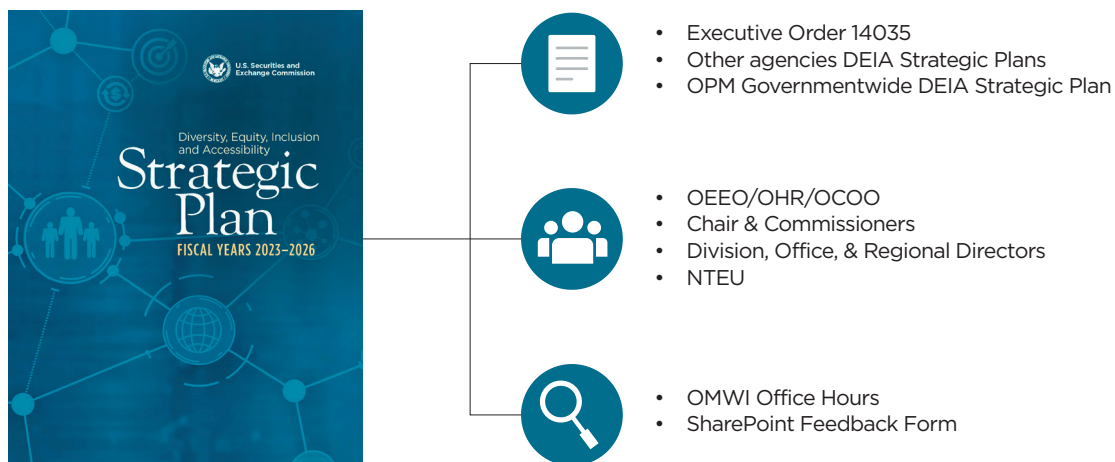 U.S. Securities and
Exchange Commission
Diversity, Equity, Inclusion
and Accessibility
Strategic
Plan
FISCAL YEARS 2023–2026
• Executive Order 14035
• Other agencies DEIA Strategic Plans
• OPM Governmentwide DEIA Strategic Plan
• OEEO/OHR/OCOO
• Chair & Commissioners
• Division, Office, & Regional Directors
• NTEU
• OMWI Office Hours
• SharePoint Feedback Form